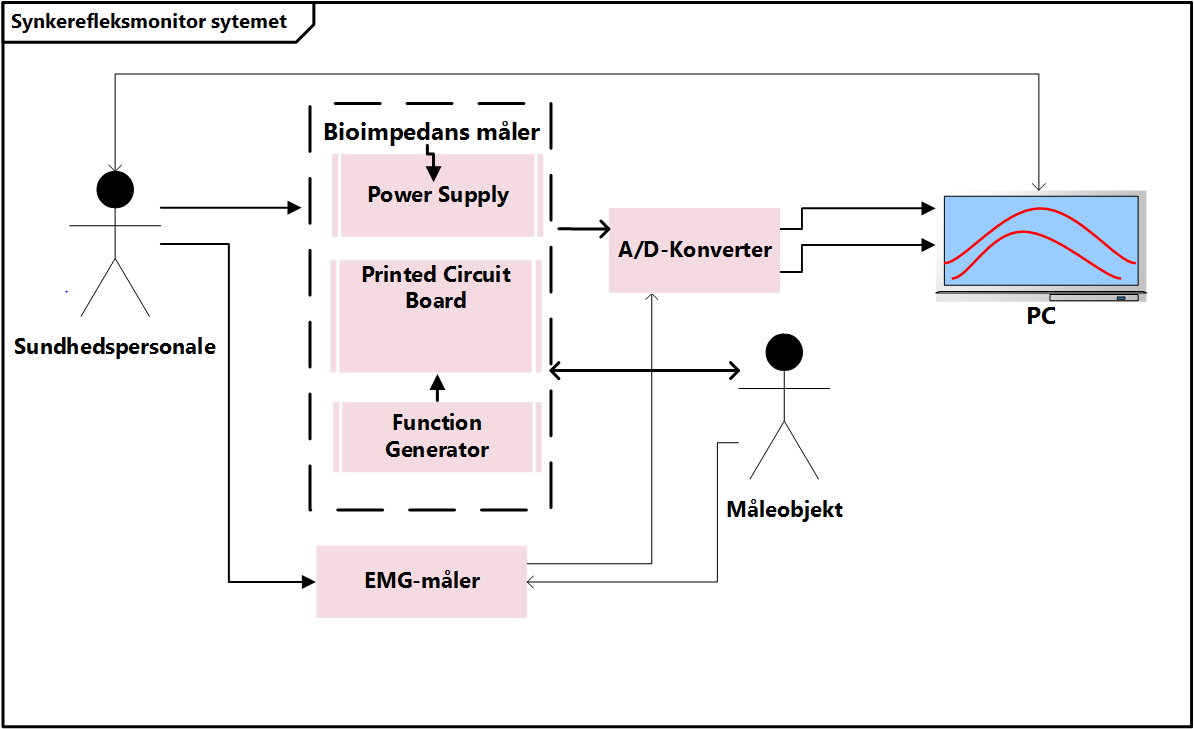 Synkerefleksmonitor sytemet
Bioimpedans måler
Power Supply
Printed Circuit
Board
Function
Generator
A/D-Konverter
PC
Sundhedspersonale
Måleobjekt
EMG-måler